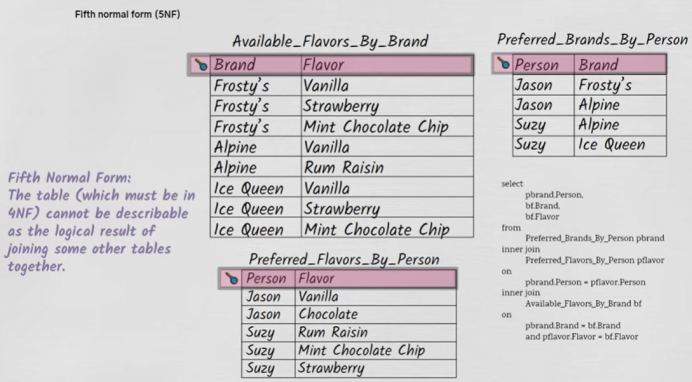 Fifth normal form (5NF)
Available_Flavors_By_Brand
Brand Flavor
Frosty's Vanilla
Frosty's Strawberry
Frosty's Mint Chocolate Chip
Alpine Vanilla
Alpine Rum Raisin
Ice Queen Vanilla
Ice Queen Strawberry
Ice Queen Mint Chocolate Chip
Preferred_Brands_By_Person
Person Brand
Jason Frosty's
Jason Alpine
Suzy Alpine
Suzy Ice Queen
Fifth Normal Form:
The table (which must be in
4NF) cannot be describable
as the logical result of
joining some other tables
together.
Preferred_Flavors_By_Person
Person Flavor
Jason Vanilla
Jason Chocolate
Suzy Rum Raisin
Suzy Mint Chocolate Chip
Suzy Strawberry
select
pbrand.Person,
bf.Brand,
bf.Flavor
from
Preferred_Brands_By_Person pbrand
inner join
Preferred_Flavors_By_Person pflavor
on
pbrand.Person = pflavor.Person
inner join
Available_Flavors_By_Brand bf
on
pbrand.Brand = bf.Brand
and pflavor.Flavor = bf.Flavor